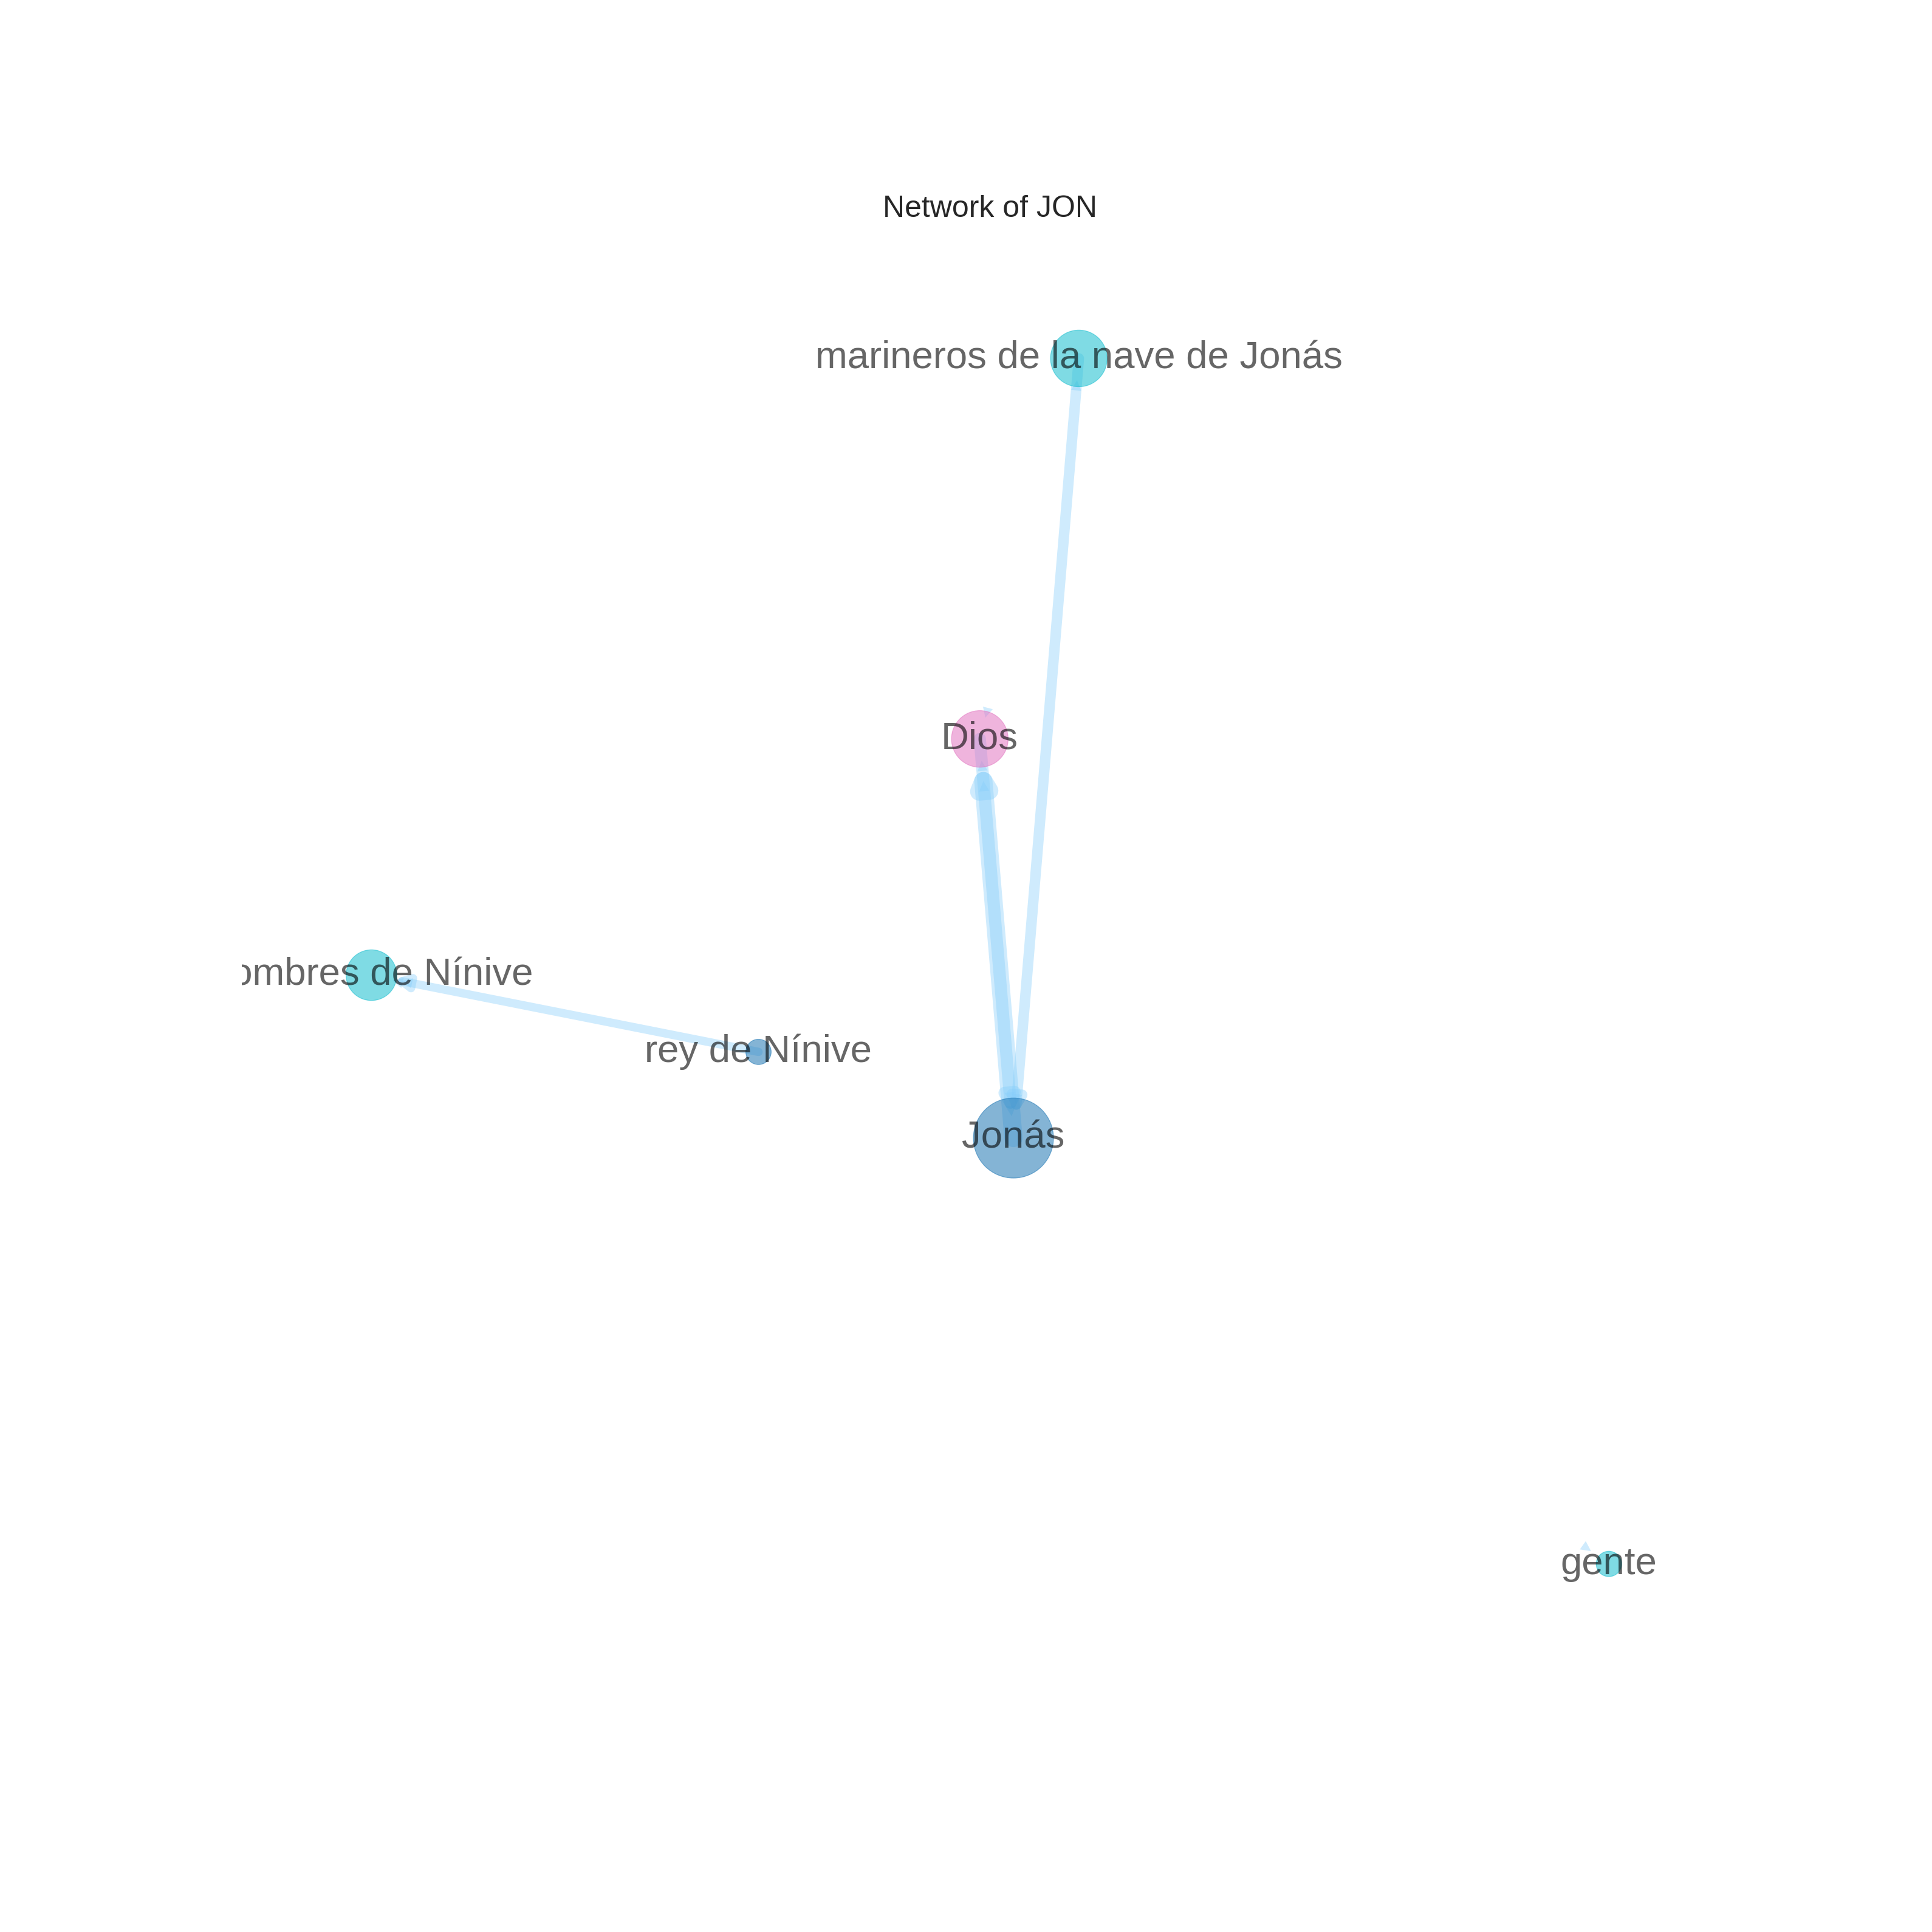 Network of JON
marineros de la nave de Jonás
Dios
ombres de Nínive
rey de Nínive
Jonás
gente